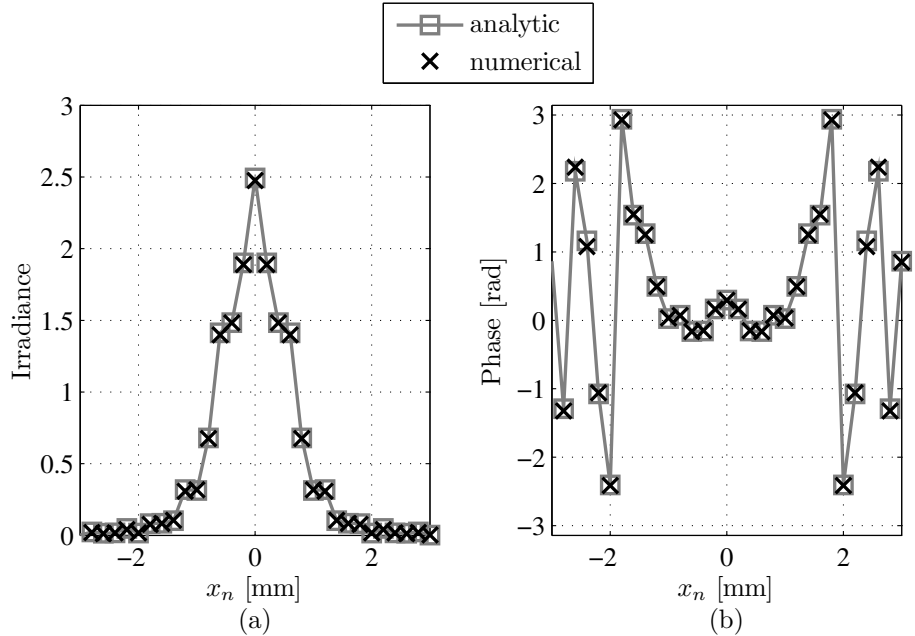 analytic
numerical
3
2.5
2
1.5
1
0.5
0
Irradiance
−2
0
2
x_n [mm]
(a)
3
2
1
0
−1
−2
−3
Phase [rad]
−2
0
2
x_n [mm]
(b)